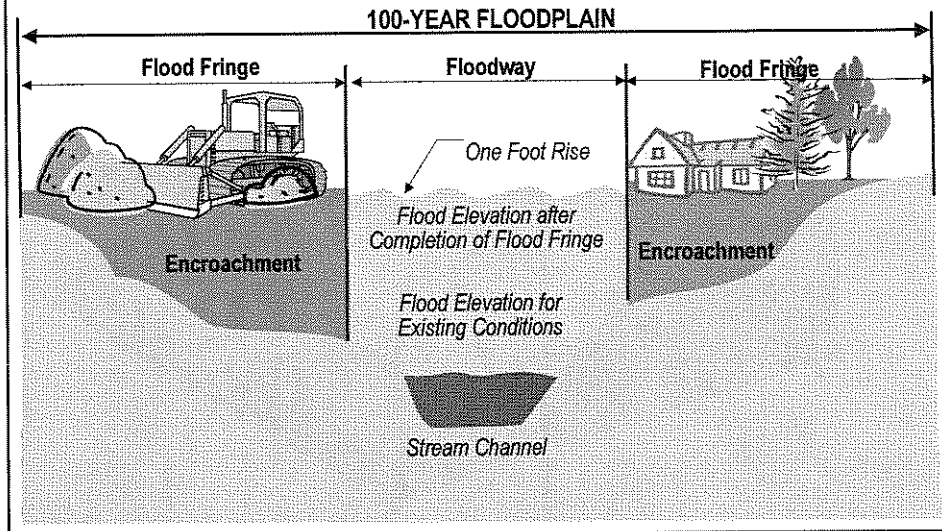 100-YEAR FLOODPLAIN
Flood Fringe
Floodway
Flood Fringe
One Foot Rise
Flood Elevation after
Completion of Flood Fringe
Encroachment
Encroachment
Flood Elevation for
Existing Conditions
Stream Channel